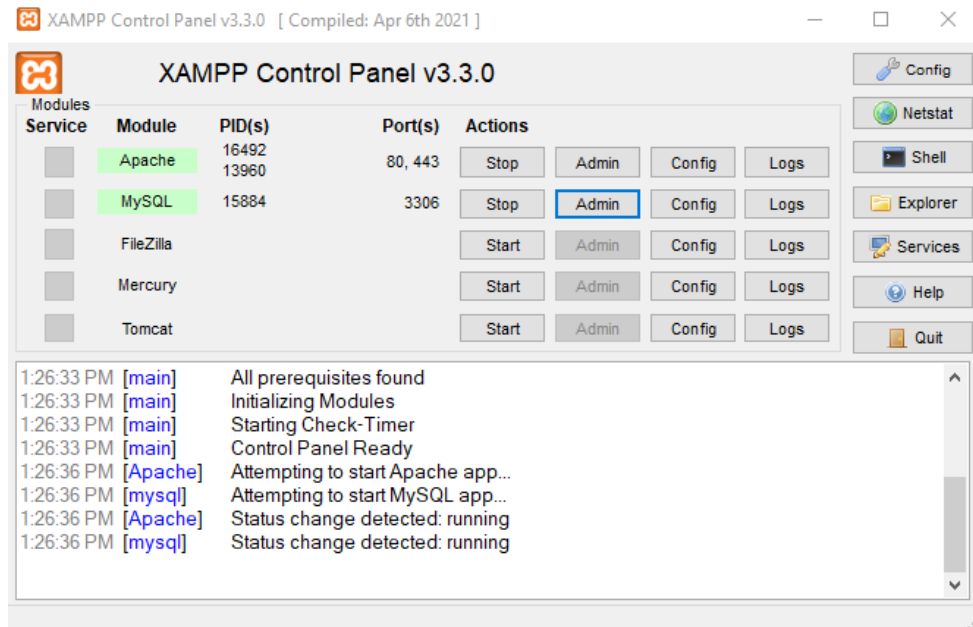 XAMPP Control Panel v3.3.0 [ Compiled: Apr 6th 2021 ]
XAMPP Control Panel v3.3.0
Config
Modules
Service Module PID(s) Port(s) Actions
Netstat
Apache 16492 13960 80, 443 Stop Admin Config Logs
Shell
MySQL 15884 3306 Stop Admin Config Logs
Explorer
FileZilla Start Admin Config Logs
Services
Mercury Start Admin Config Logs
Help
Tomcat Start Admin Config Logs
Quit
1:26:33 PM [main] All prerequisites found
1:26:33 PM [main] Initializing Modules
1:26:33 PM [main] Starting Check-Timer
1:26:33 PM [main] Control Panel Ready
1:26:36 PM [Apache] Attempting to start Apache app...
1:26:36 PM [mysql] Attempting to start MySQL app...
1:26:36 PM [Apache] Status change detected: running
1:26:36 PM [mysql] Status change detected: running